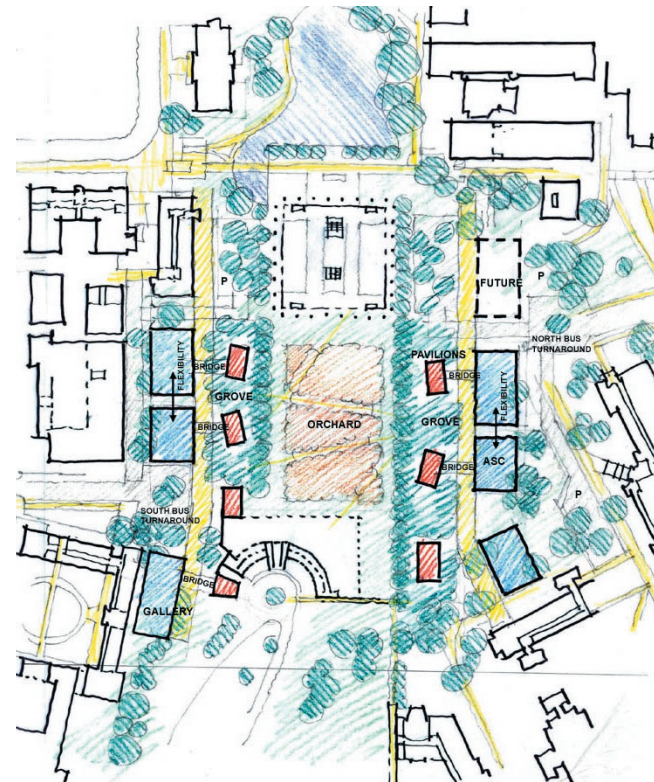 P
FUTURE
P
NORTH BUS
TURNAROUND
FLEXIBILITY
BRIDGE
PAVILIONS
BRIDGE
FLEXIBILITY
GROVE
ORCHARD
GROVE
BRIDGE
BRIDGE
ASC
P
SOUTH BUS
TURNAROUND
BRIDGE
GALLERY